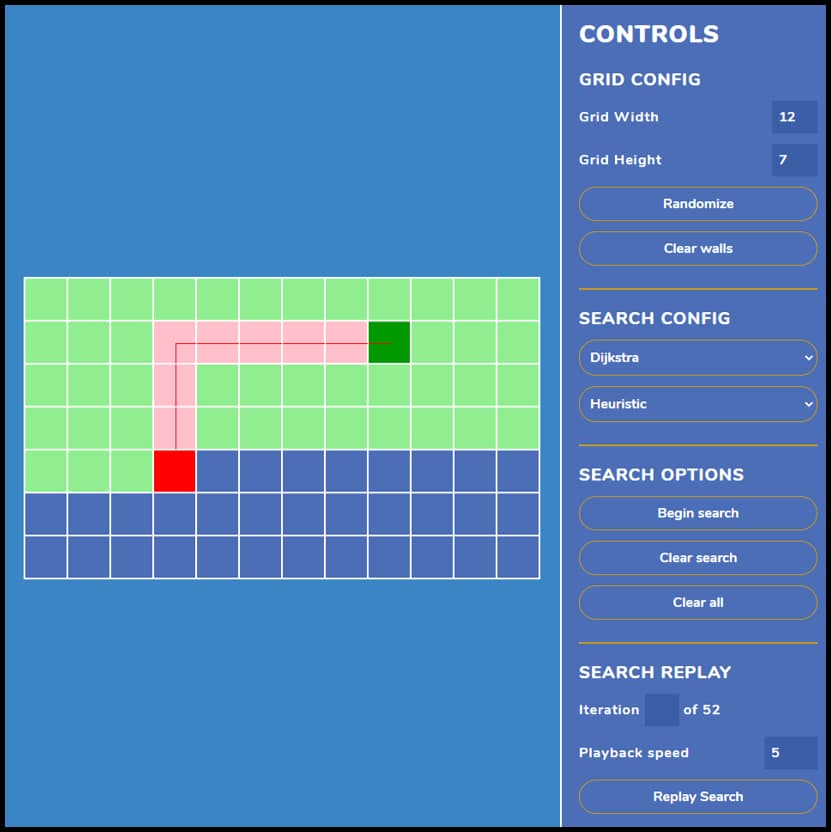 CONTROLS
GRID CONFIG
Grid Width 12
Grid Height 7
Randomize
Clear walls
SEARCH CONFIG
Dijkstra
Heuristic
SEARCH OPTIONS
Begin search
Clear search
Clear all
SEARCH REPLAY
Iteration of 52
Playback speed 5
Replay Search